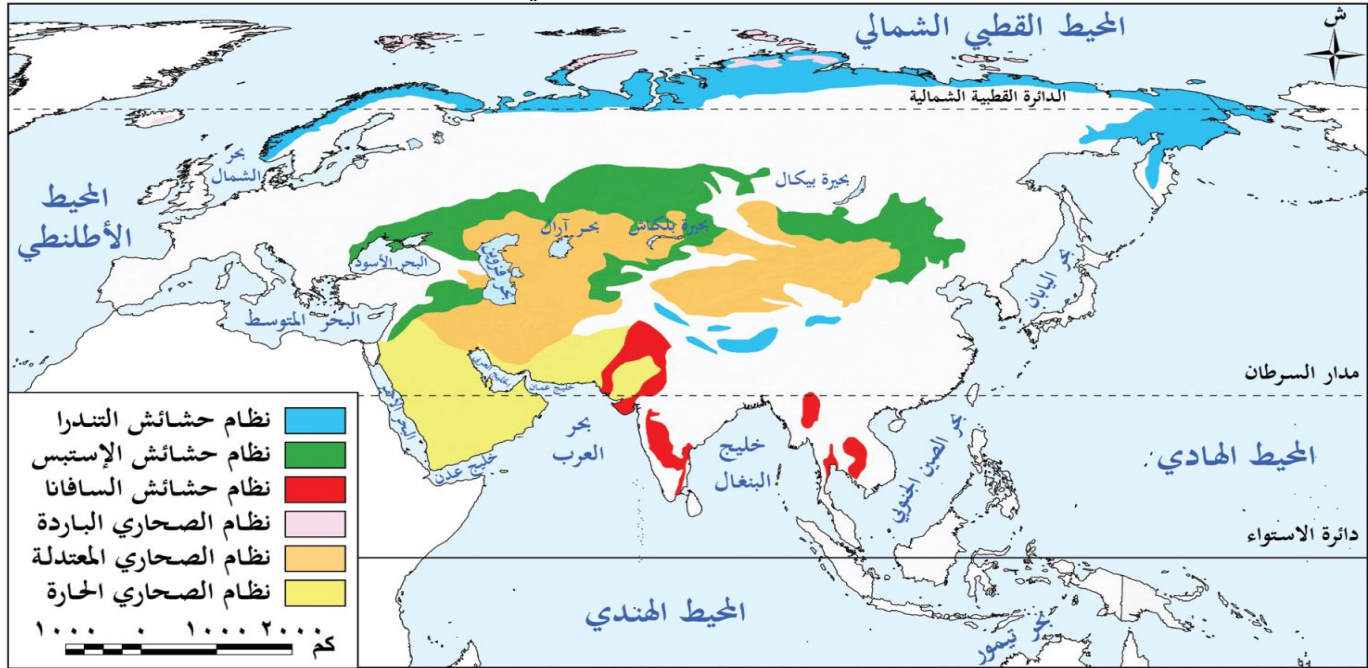 المحيط القطبي الشمالي
ش
الدائرة القطبية الشمالية
بحر
الشمال
المحيط
الأطلنطي
بحيرة بيكال
بحيرة بلكاش
بحر آرال
بحر قزوين
البحر الأسود
البحر المتوسط
بحر اليابان
الخليج العربي
خليج عمان
البحر الأحمر
خليج عدن
مدار السرطان
بحر
العرب
خليج
البنغال
بحر الصين الجنوبي
المحيط الهادي
دائرة الاستواء
المحيط الهندي
بحر تيمور
نظام حشائش التندرا
نظام حشائش الإستبس
نظام حشائش السافانا
نظام الصحاري الباردة
نظام الصحاري المعتدلة
نظام الصحاري الحارة
١٠٠٠ ٠ ١٠٠٠ ٢٠٠٠ كم